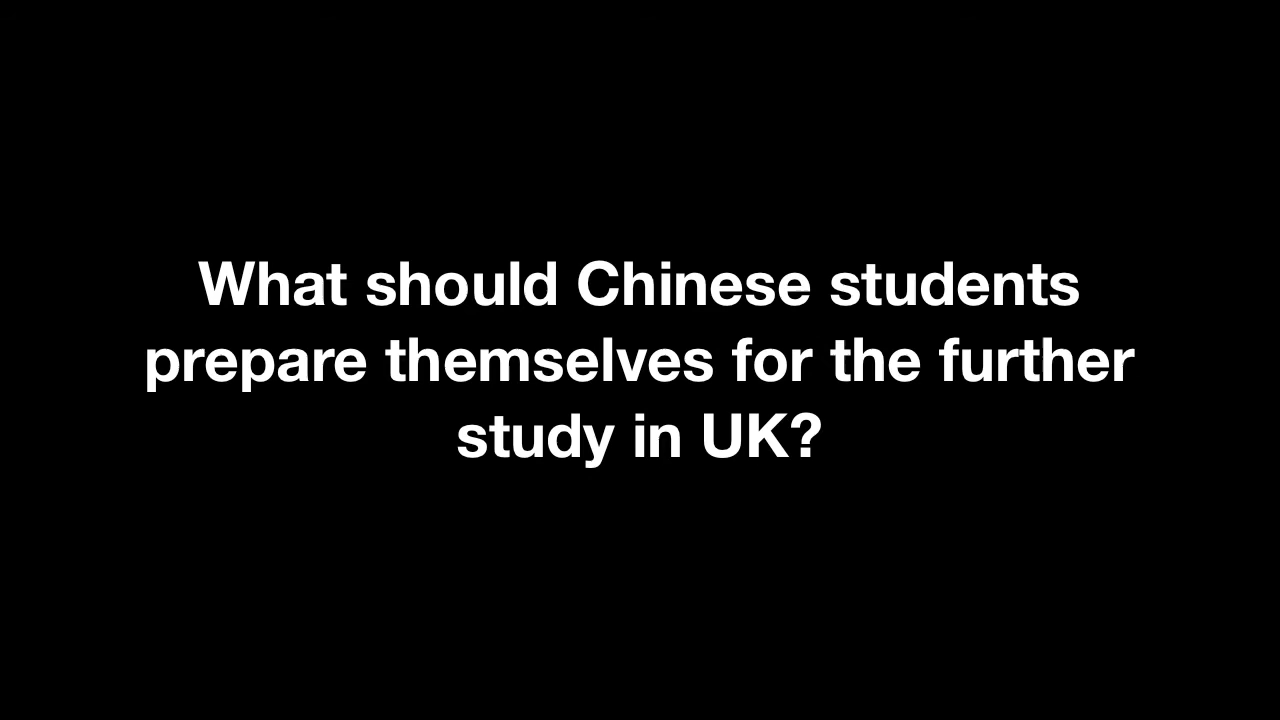 What should Chinese students
prepare themselves for the further
study in UK?